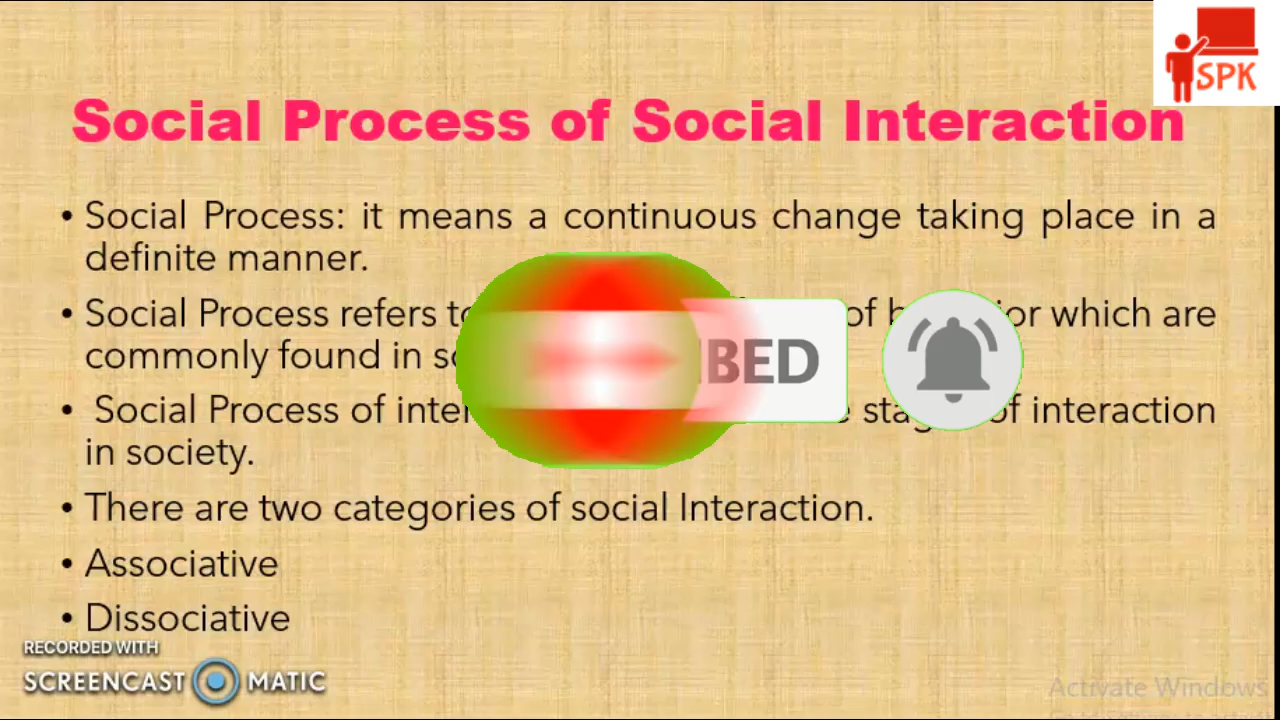 SPK
Social Process of Social Interaction
• Social Process: it means a continuous change taking place in a
definite manner.
• Social Process refers to of which are
commonly found in
• Social Process of of interaction
in society.
BED
• There are two categories of social Interaction.
• Associative
• Dissociative
RECORDED WITH
SCREENCAST MATIC
Activate Windows